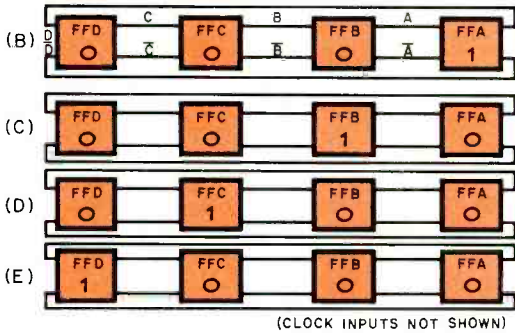 C B A
(B) D FFD 0 FFC 0 FFB 0 FFA 1
D̅ C̅ B̅ A̅
(C) FFD 0 FFC 0 FFB 1 FFA 0
(D) FFD 0 FFC 1 FFB 0 FFA 0
(E) FFD 1 FFC 0 FFB 0 FFA 0
(CLOCK INPUTS NOT SHOWN)